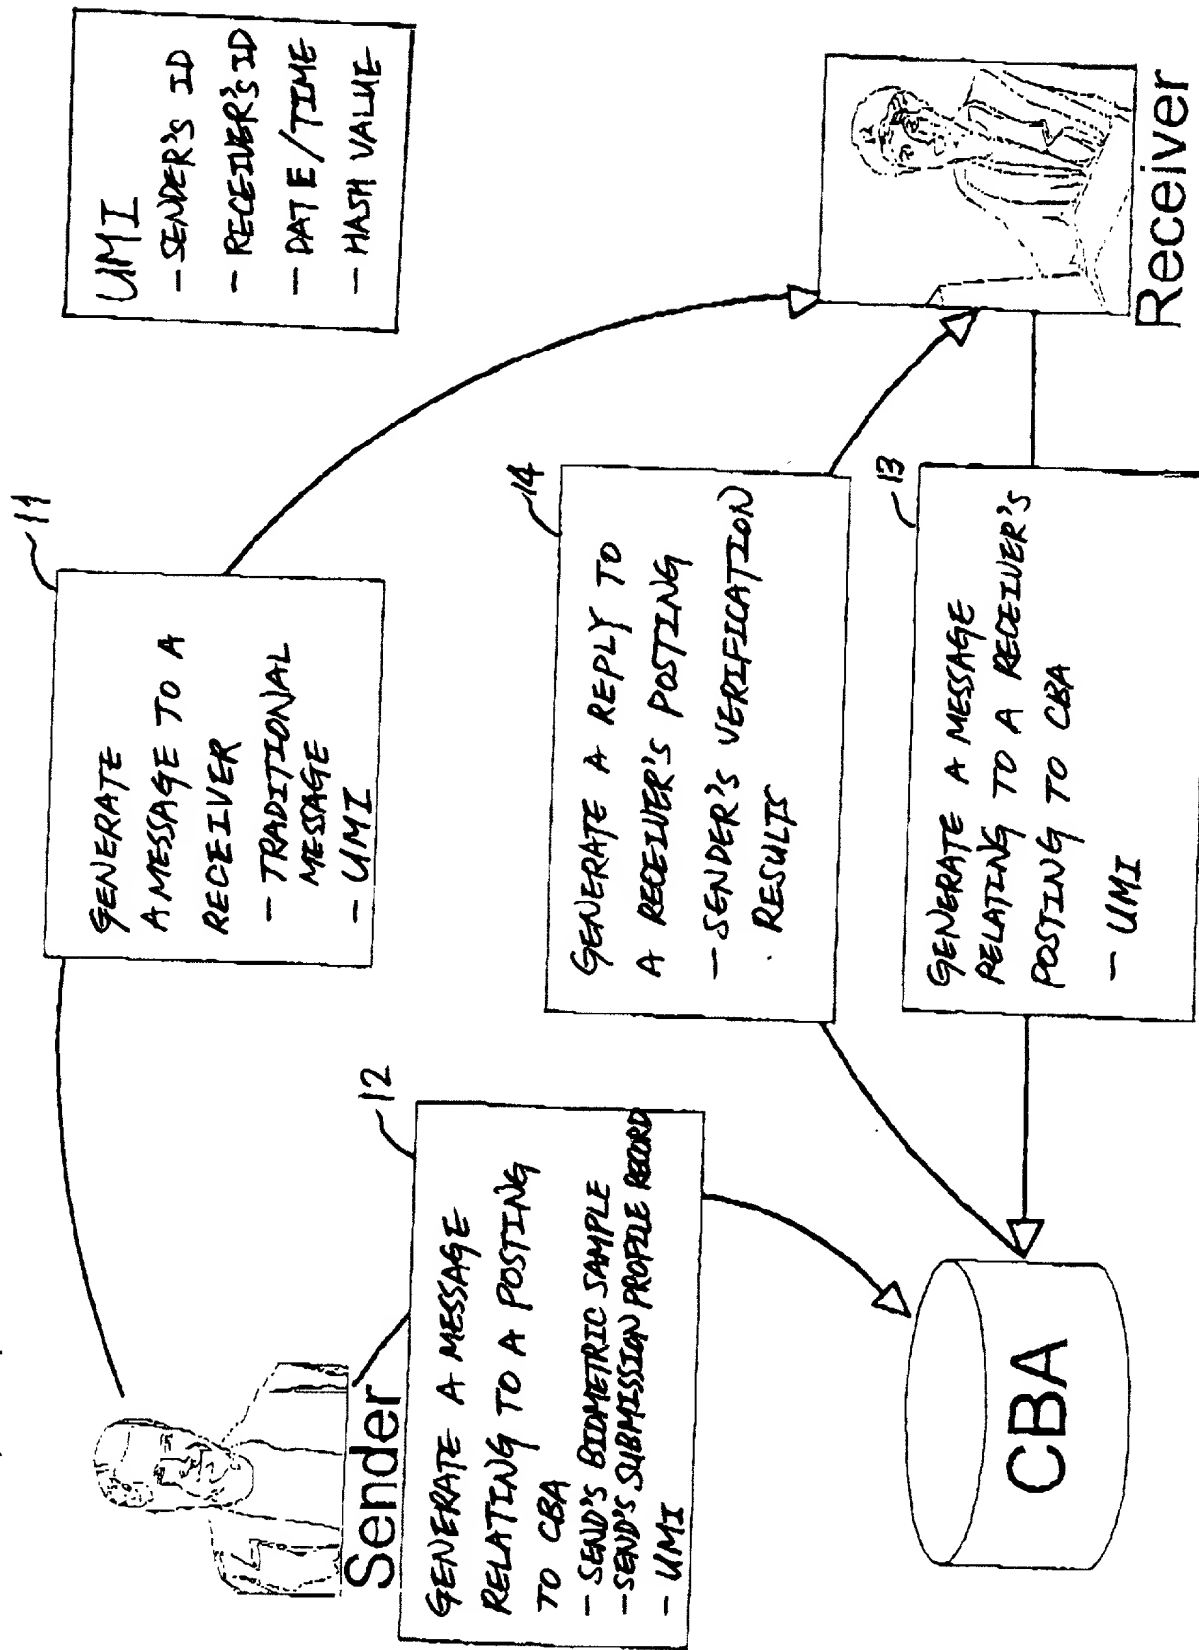 UMI
- SENDER'S ID
- RECEIVER'S ID
- DATE/TIME
- HASH VALUE
11
GENERATE
A MESSAGE TO A
RECEIVER
- TRADITIONAL
MESSAGE
- UMI
Sender
12
GENERATE A MESSAGE
RELATING TO A POSTING
TO CBA
- SEND'S BIOMETRIC SAMPLE
- SEND'S SUBMISSION PROFILE RECORD
- UMI
14
GENERATE A REPLY TO
A RECEIVER'S POSTING
- SENDER'S VERIFICATION
RESULTS
13
GENERATE A MESSAGE
RELATING TO A RECEIVER'S
POSTING TO CBA
- UMI
CBA
Receiver